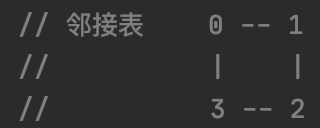 // 邻接表     0 -- 1
//            |    |
//            3 -- 2